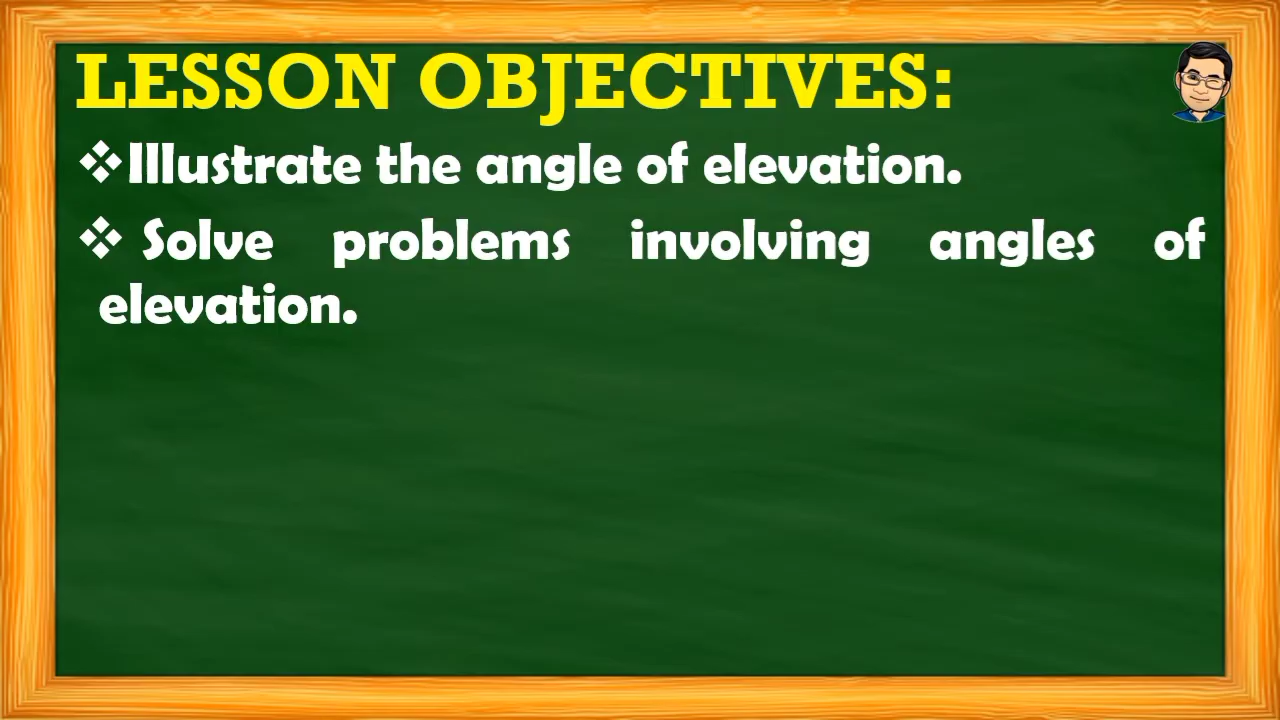 LESSON OBJECTIVES:
❖Illustrate the angle of elevation.
❖ Solve problems involving angles of
elevation.